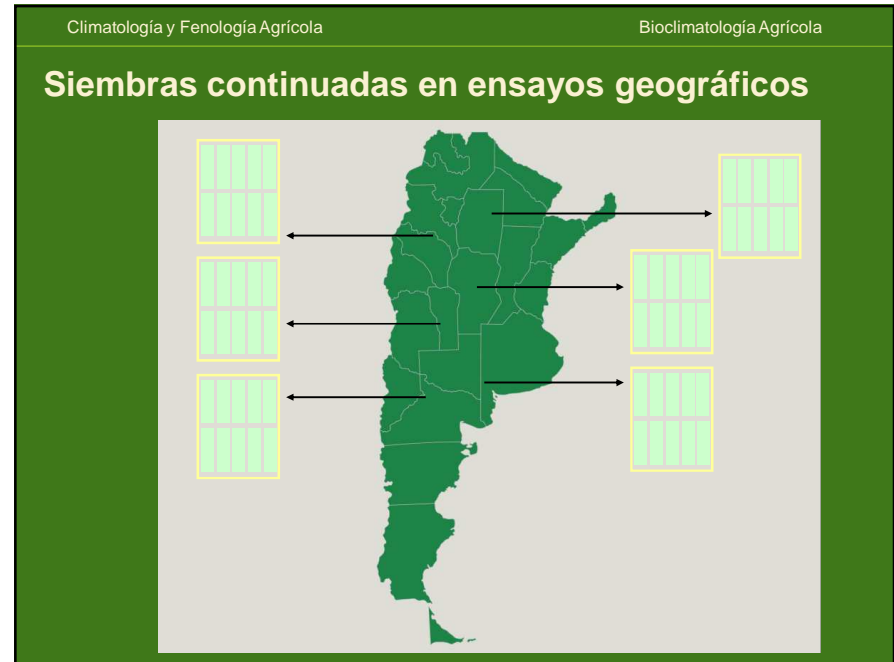 Climatología y Fenología Agrícola
Bioclimatología Agrícola
Siembras continuadas en ensayos geográficos